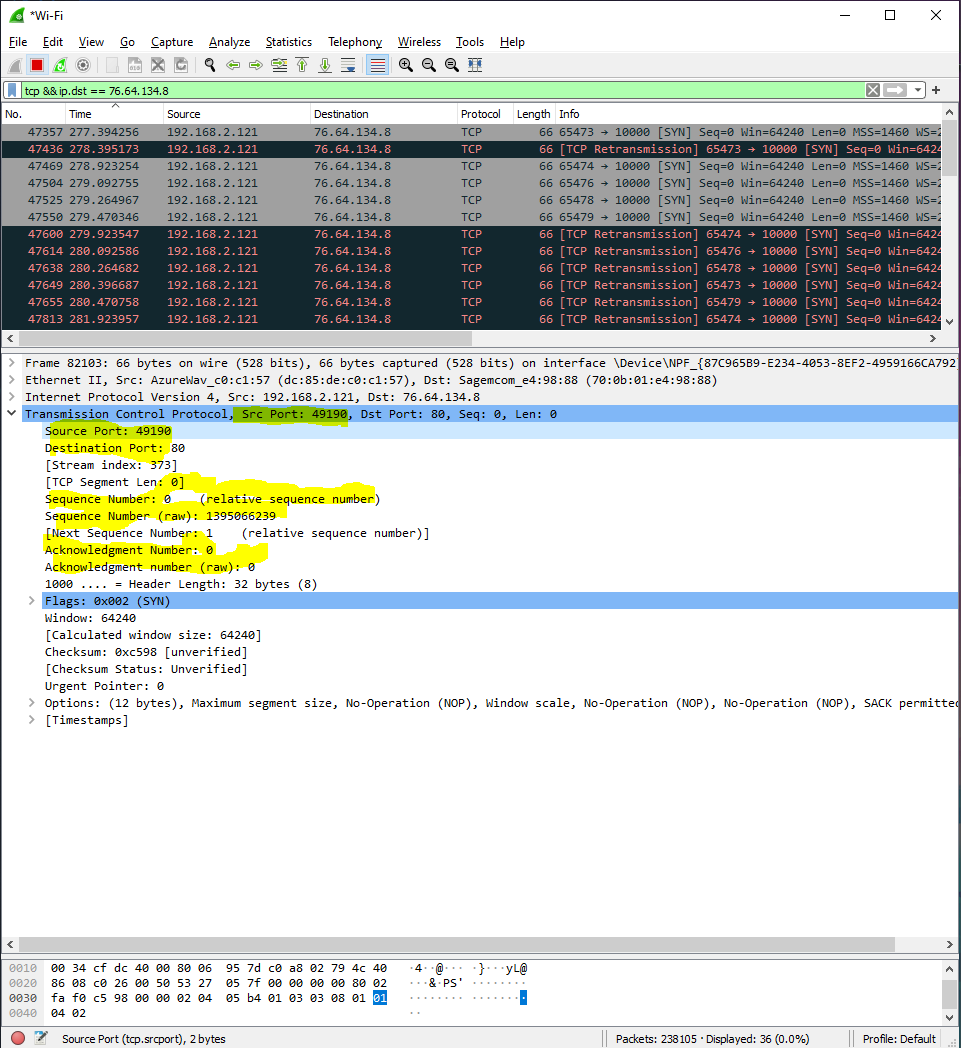 *Wi-Fi
File Edit View Go Capture Analyze Statistics Telephony Wireless Tools Help
tcp &&ip.dst == 76.64.134.8
No. Time Source Destination Protocol Length Info
47357 277.394256 192.168.2.121 76.64.134.8 TCP 66 65473 → 10000 [SYN] Seq=0 Win=64240 Len=0 MSS=1460 WS=2
47436 278.395173 192.168.2.121 76.64.134.8 TCP 66 [TCP Retransmission] 65473 → 10000 [SYN] Seq=0 Win=6424
47469 278.923254 192.168.2.121 76.64.134.8 TCP 66 65474 → 10000 [SYN] Seq=0 Win=64240 Len=0 MSS=1460 WS=2
47504 279.092755 192.168.2.121 76.64.134.8 TCP 66 65476 → 10000 [SYN] Seq=0 Win=64240 Len=0 MSS=1460 WS=2
47525 279.264967 192.168.2.121 76.64.134.8 TCP 66 65478 → 10000 [SYN] Seq=0 Win=64240 Len=0 MSS=1460 WS=2
47550 279.470346 192.168.2.121 76.64.134.8 TCP 66 65479 → 10000 [SYN] Seq=0 Win=64240 Len=0 MSS=1460 WS=2
47600 279.923547 192.168.2.121 76.64.134.8 TCP 66 [TCP Retransmission] 65474 → 10000 [SYN] Seq=0 Win=6424
47614 280.092586 192.168.2.121 76.64.134.8 TCP 66 [TCP Retransmission] 65476 → 10000 [SYN] Seq=0 Win=6424
47638 280.264682 192.168.2.121 76.64.134.8 TCP 66 [TCP Retransmission] 65478 → 10000 [SYN] Seq=0 Win=6424
47649 280.396687 192.168.2.121 76.64.134.8 TCP 66 [TCP Retransmission] 65473 → 10000 [SYN] Seq=0 Win=6424
47655 280.470758 192.168.2.121 76.64.134.8 TCP 66 [TCP Retransmission] 65479 → 10000 [SYN] Seq=0 Win=6424
47813 281.923957 192.168.2.121 76.64.134.8 TCP 66 [TCP Retransmission] 65474 → 10000 [SYN] Seq=0 Win=6424
Frame 82103: 66 bytes on wire (528 bits), 66 bytes captured (528 bits) on interface \Device\NPF_{87C965B9-E234-4053-8EF2-4959166CA792
Ethernet II, Src: AzureWav_c0:c1:57 (dc:85:de:c0:c1:57), Dst: Sagemcom_e4:98:88 (70:0b:01:e4:98:88)
Internet Protocol Version 4, Src: 192.168.2.121, Dst: 76.64.134.8
Transmission Control Protocol, Src Port: 49190, Dst Port: 80, Seq: 0, Len: 0
Source Port: 49190
Destination Port: 80
[Stream index: 373]
[TCP Segment Len: 0]
Sequence Number: 0 (relative sequence number)
Sequence Number (raw): 1395066239
[Next Sequence Number: 1 (relative sequence number)]
Acknowledgment Number: 0
Acknowledgment number (raw): 0
1000 .... = Header Length: 32 bytes (8)
Flags: 0x002 (SYN)
Window: 64240
[Calculated window size: 64240]
Checksum: 0xc598 [unverified]
[Checksum Status: Unverified]
Urgent Pointer: 0
Options: (12 bytes), Maximum segment size, No-Operation (NOP), Window scale, No-Operation (NOP), No-Operation (NOP), SACK permitted
[Timestamps]
0010 00 34 cf dc 40 00 80 06 95 7d c0 a8 02 79 4c 40 ·4··@··· ·}···yL@
0020 86 08 c0 26 00 50 53 27 05 7f 00 00 00 00 80 02 ···&·PS' ········
0030 fa f0 c5 98 00 00 02 04 05 b4 01 03 03 08 01 01 ········ ········
0040 04 02 ··
Source Port (tcp.srcport), 2 bytes Packets: 238105 · Displayed: 36 (0.0%) Profile: Default